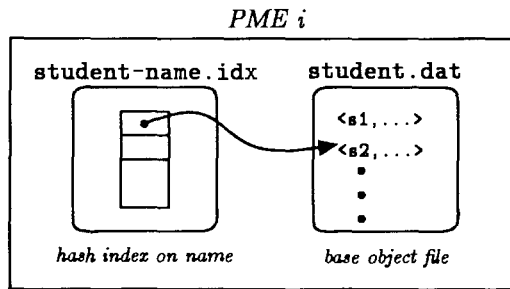 PME i
student-name.idx student.dat
<s1,...>
<s2,...>
hash index on name base object file